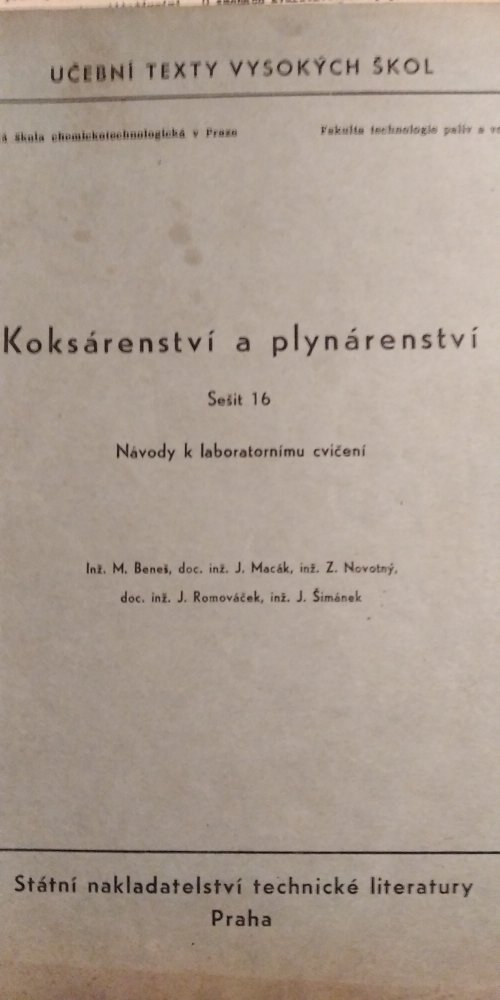 UČEBNÍ TEXTY VYSOKÝCH ŠKOL
škola chemickotechnologická v Praze
Fakulta technologie paliv a
Koksárenství a plynárenství
Sešit 16
Návody k laboratornímu cvičení
Inž. M. Beneš, doc. inž. J. Macák, inž. Z. Novotný,
doc. inž. J. Romováček, inž. J. Šimánek
Státní nakladatelství technické literatury
Praha